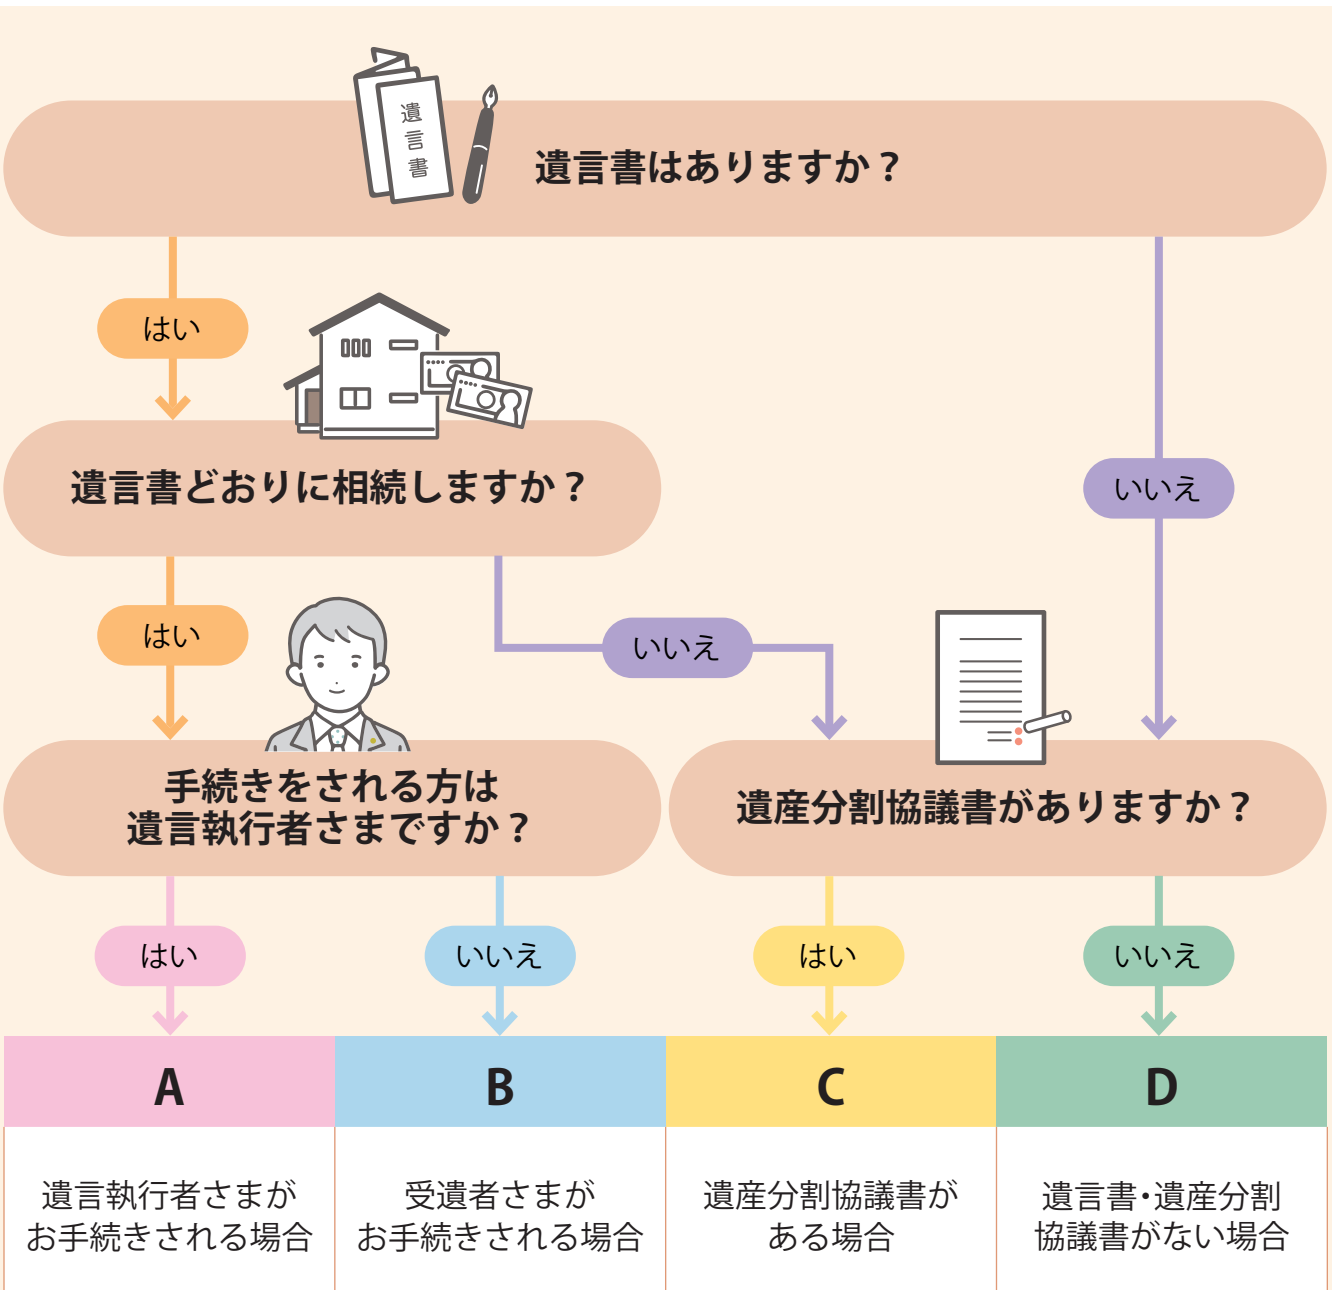 遺言書
遺言書はありますか？
はい
いいえ
遺言書どおりに相続しますか？
はい
いいえ
手続きをされる方は
遺言執行者さまですか？
遺産分割協議書がありますか？
はい
いいえ
はい
いいえ
A
B
C
D
遺言執行者さまが
お手続きされる場合
受遺者さまが
お手続きされる場合
遺産分割協議書が
ある場合
遺言書・遺産分割
協議書がない場合